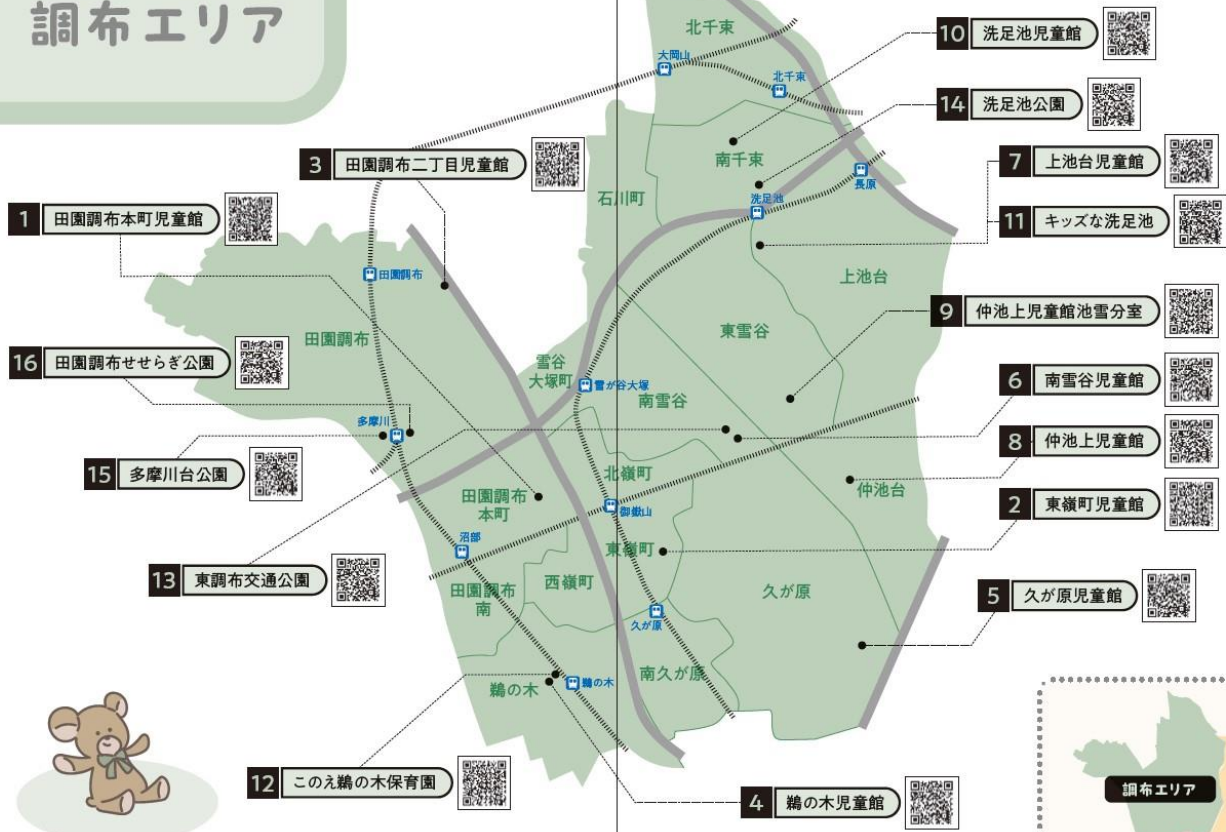 調布エリア
北千束
大岡山
北千束
10 洗足池児童館
14 洗足池公園
3 田園調布二丁目児童館
南千束
7 上池台児童館
石川町
長原
洗足池
1 田園調布本町児童館
11 キッズな洗足池
田園調布
上池台
9 仲池上児童館池雪分室
東雪谷
田園調布
16 田園調布せせらぎ公園
雪谷
大塚町
雪が谷大塚
南雪谷
6 南雪谷児童館
多摩川
8 仲池上児童館
15 多摩川台公園
北嶺町
仲池台
田園調布
本町
御嶽山
2 東嶺町児童館
沼部
東嶺町
13 東調布交通公園
西嶺町
田園調布
南
久が原
5 久が原児童館
久が原
南久が原
鵜の木
鵜の木
12 このえ鵜の木保育園
4 鵜の木児童館
調布エリア